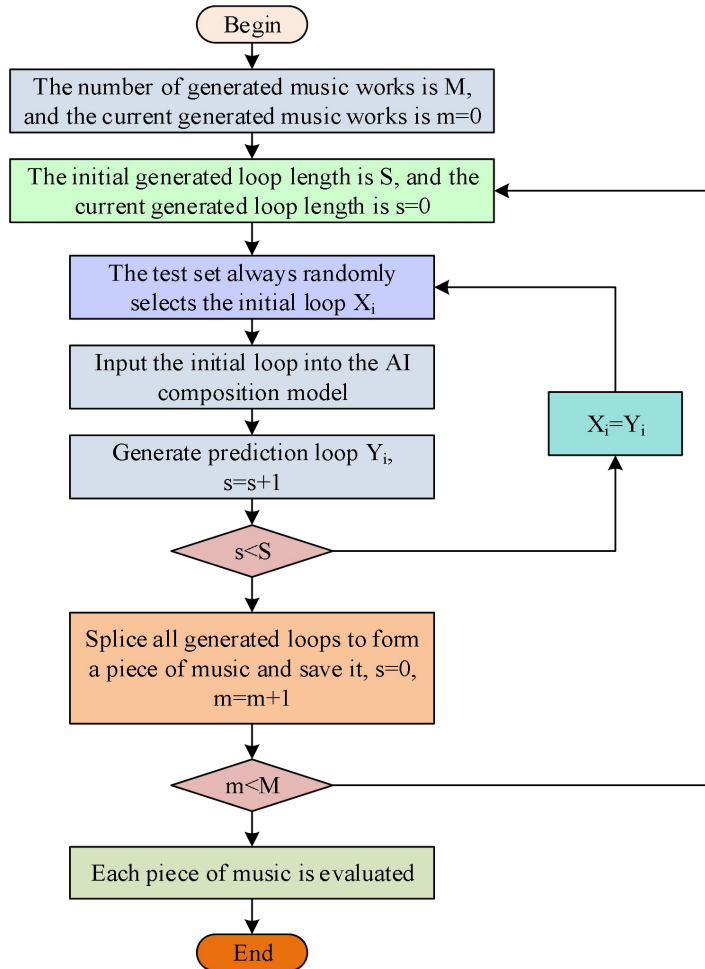 Begin
The number of generated music works is M,
and the current generated music works is m=0
The initial generated loop length is S, and the
current generated loop length is s=0
The test set always randomly
selects the initial loop Xᵢ
Input the initial loop into the AI
composition model
Xᵢ=Yᵢ
Generate prediction loop Yᵢ,
s=s+1
s<S
Splice all generated loops to form
a piece of music and save it, s=0,
m=m+1
m<M
Each piece of music is evaluated
End